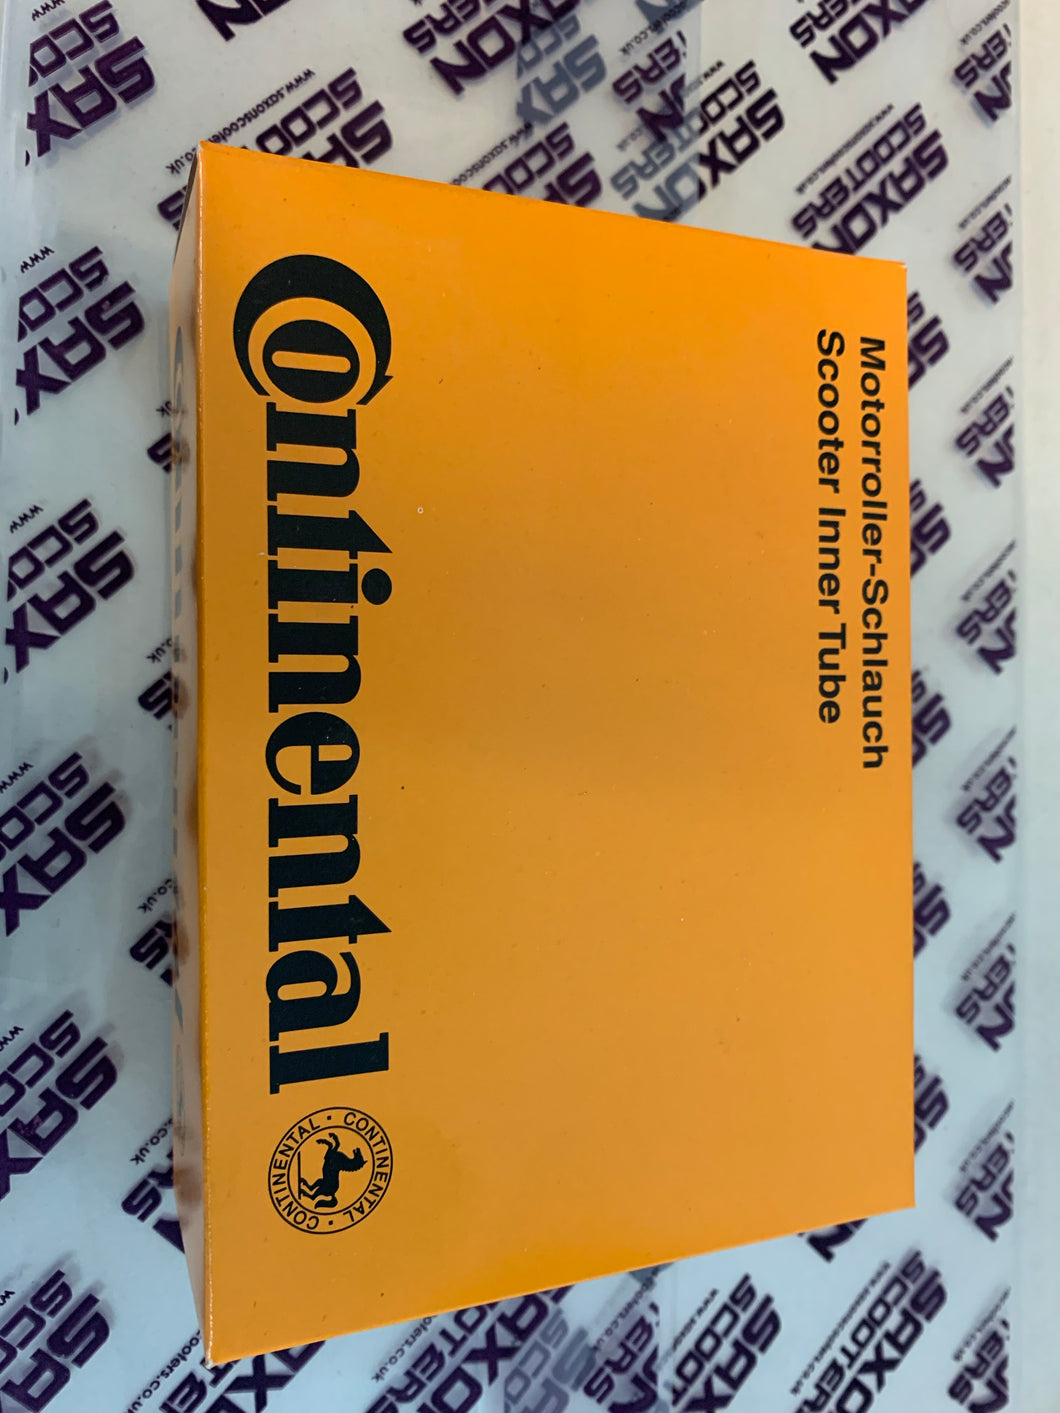 Motorroller-Schlauch
Scooter Inner Tube
Continental
CONTINENTAL · CONTINENTAL ·
SAXON
SCOOTERS
www.saxonscooters.co.uk